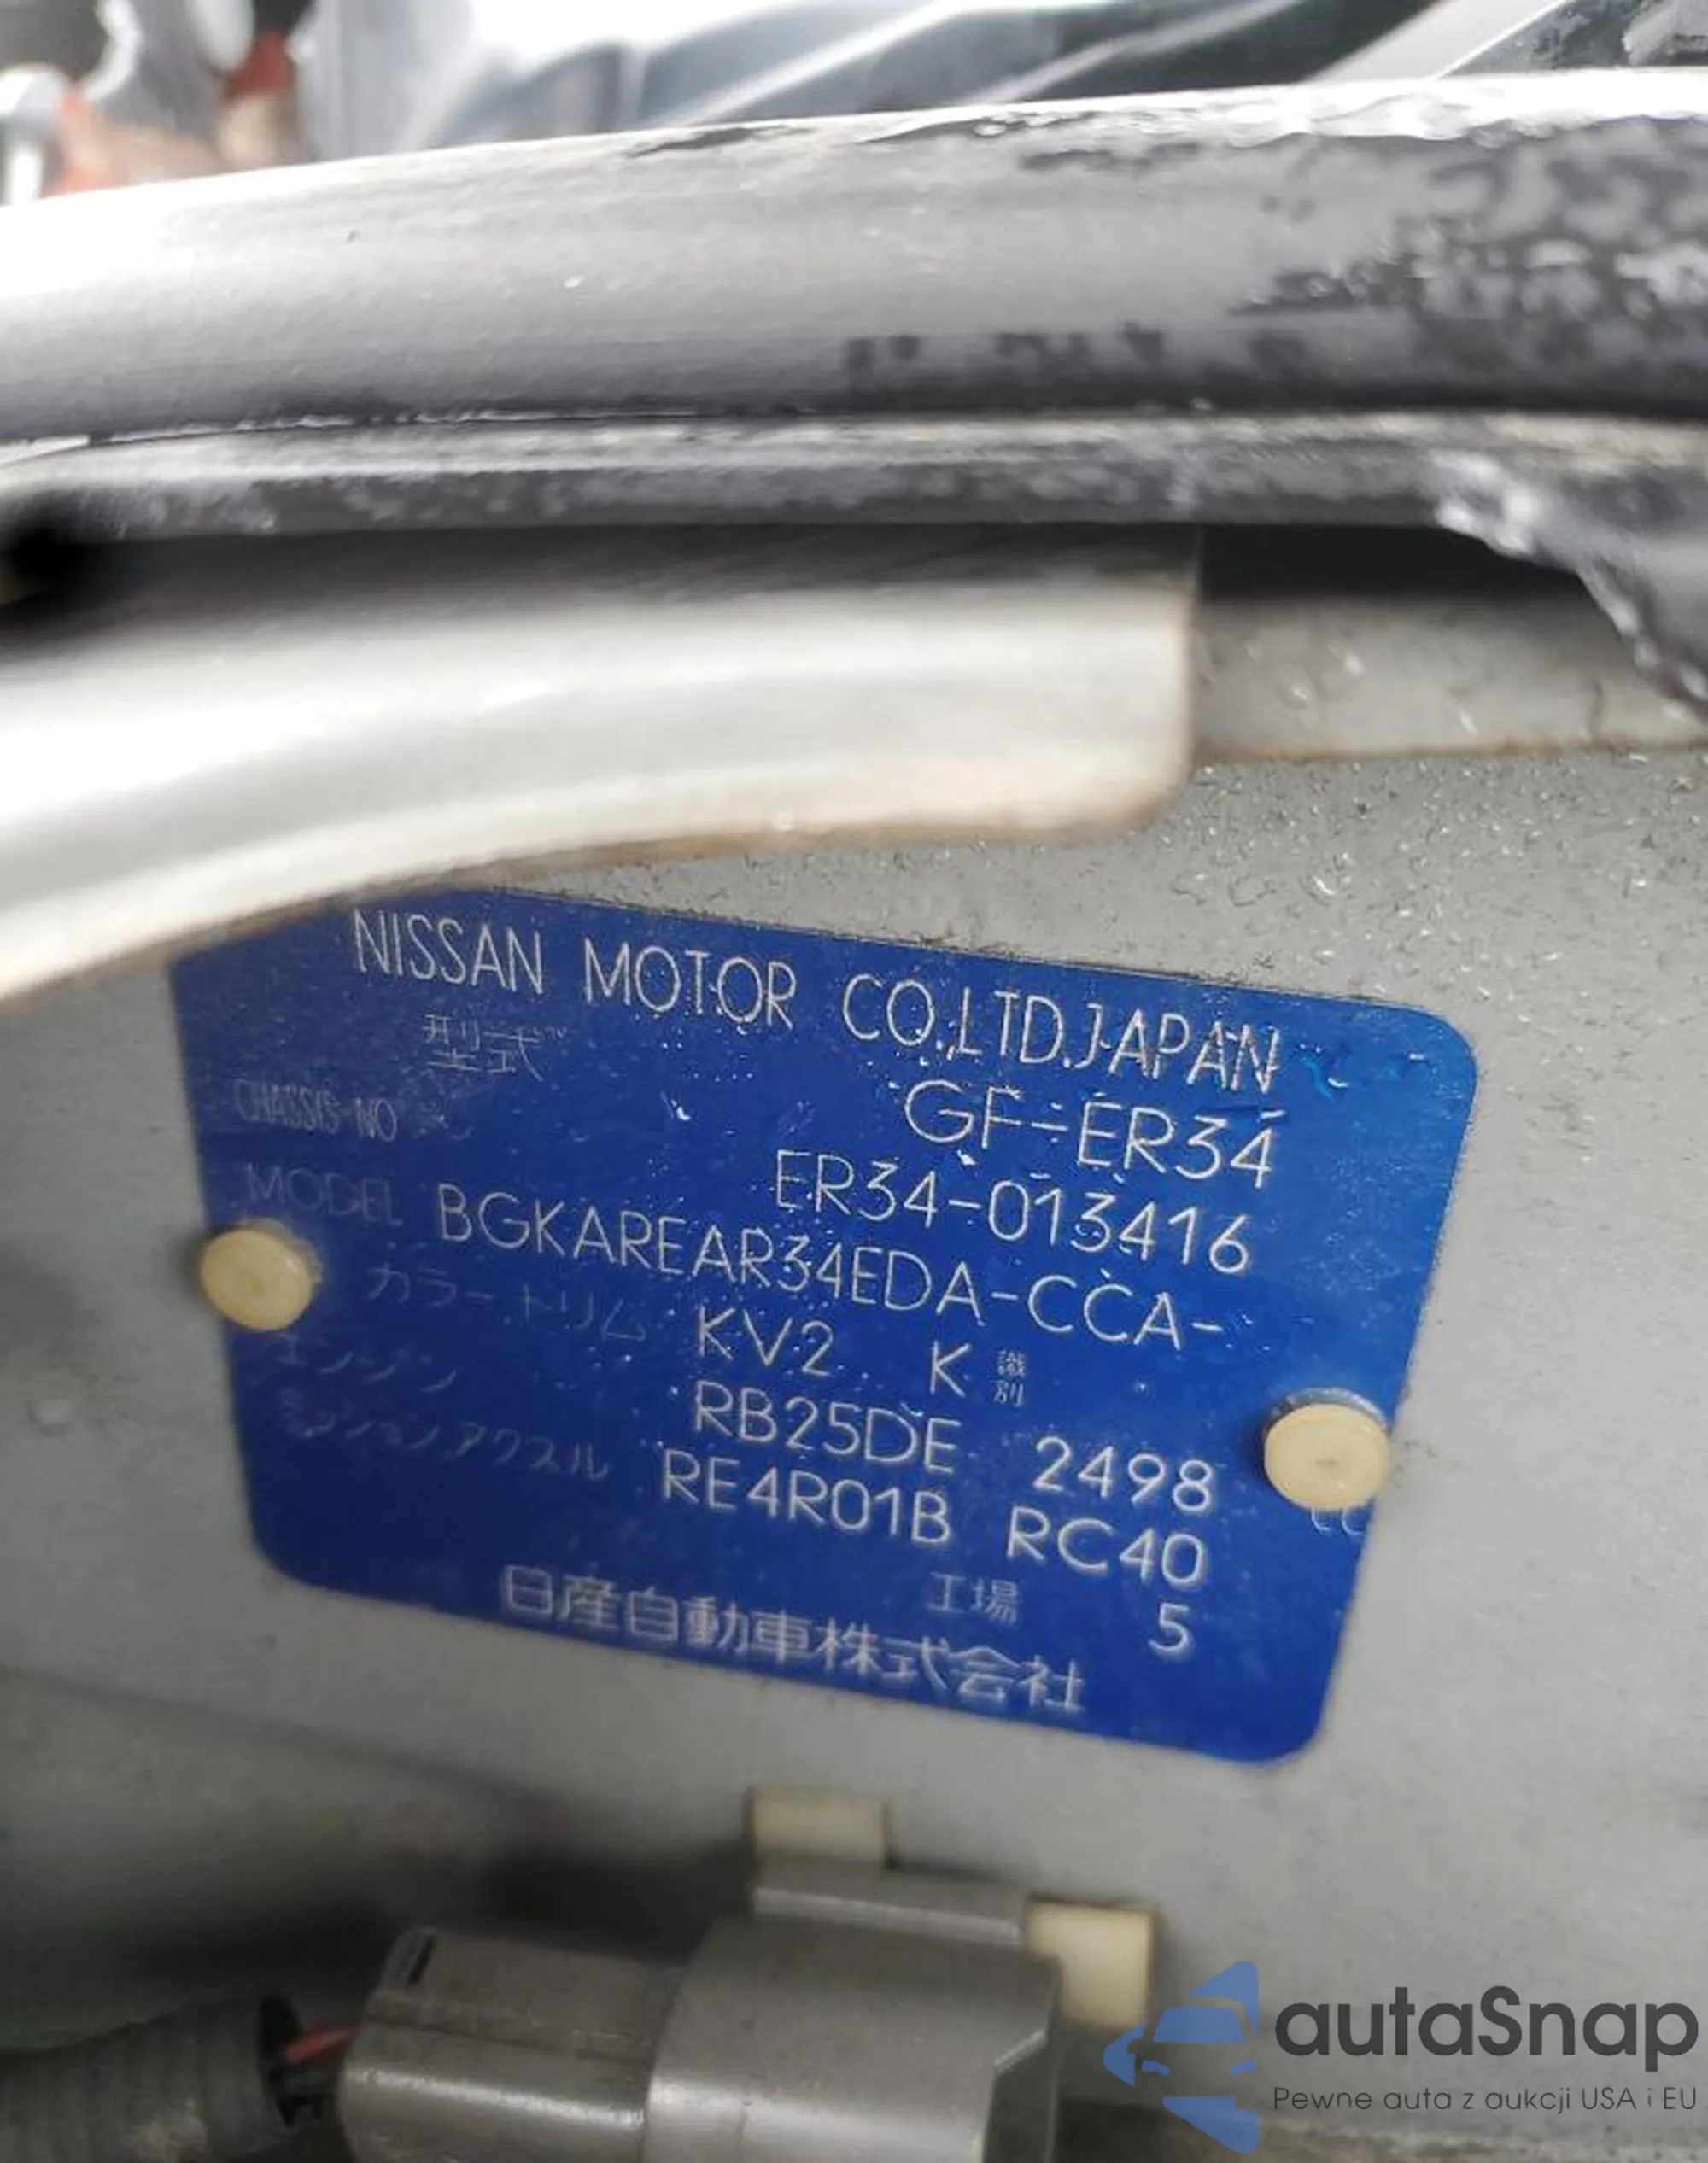 NISSAN MOTOR CO.,LTD.JAPAN
型式 GF-ER34
CHASSIS NO ER34-013416
MODEL BGKAREAR34EDA-CCA-
カラー トリム KV2 K 識別
エンジン RB25DE 2498
ミッション アクスル RE4R01B RC40
工場 5
日産自動車株式会社
autaSnap
Pewne auta z aukcji USA i EU